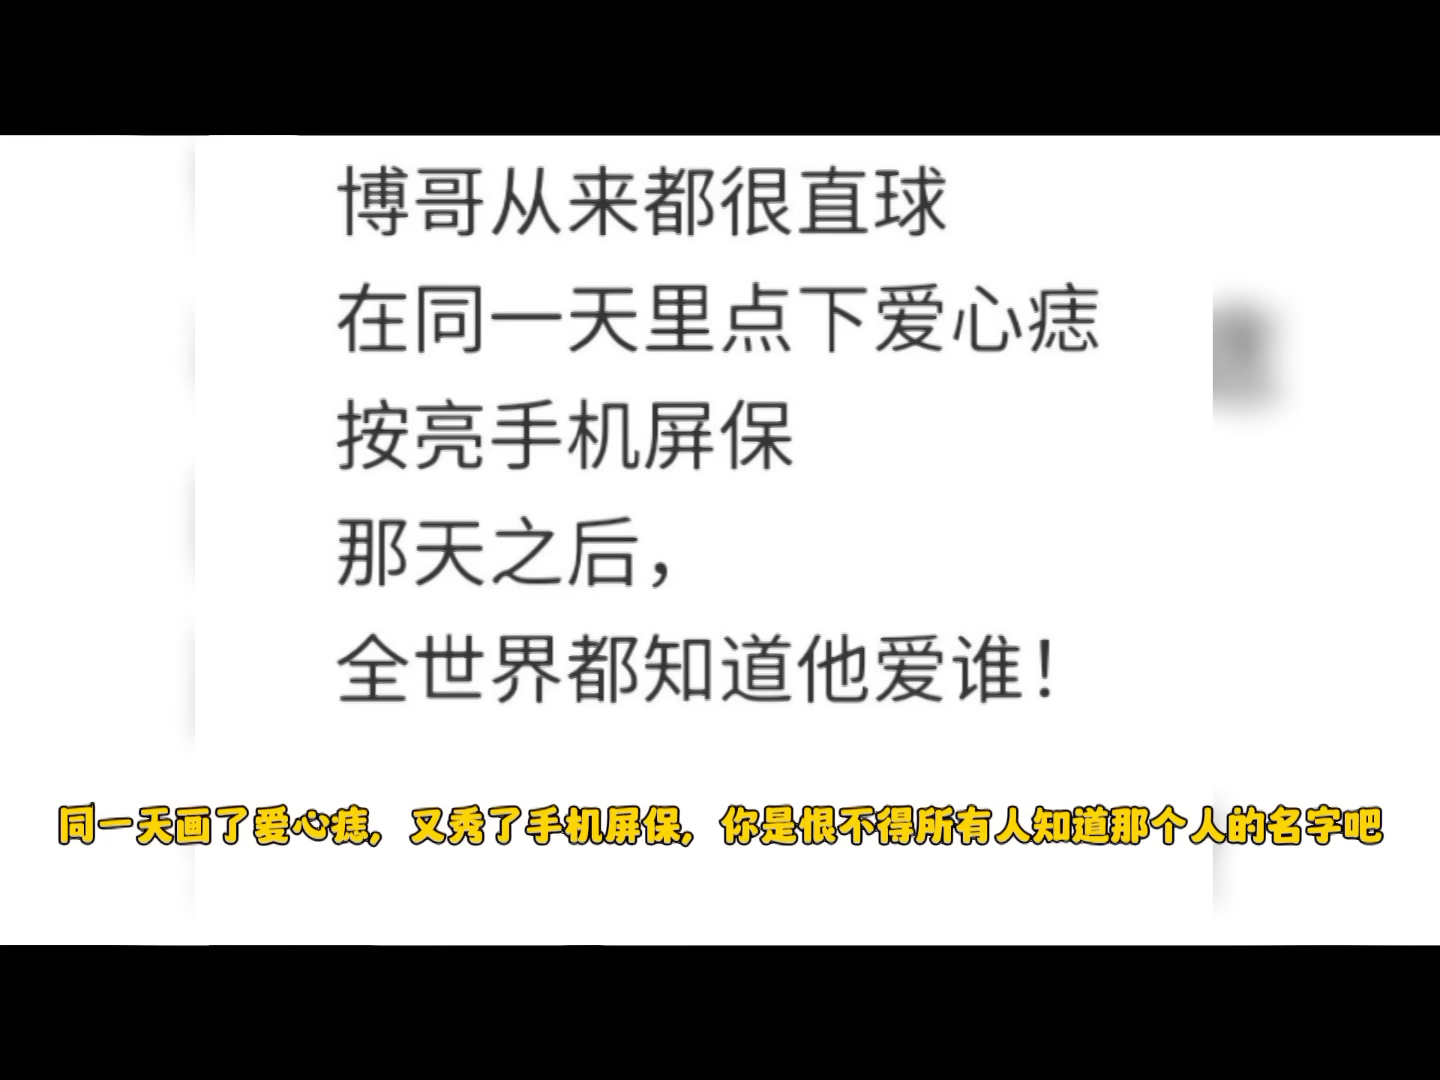 博哥从来都很直球
在同一天里点下爱心痣
按亮手机屏保
那天之后，
全世界都知道他爱谁！
同一天画了爱心痣，又秀了手机屏保，你是恨不得所有人知道那个人的名字吧